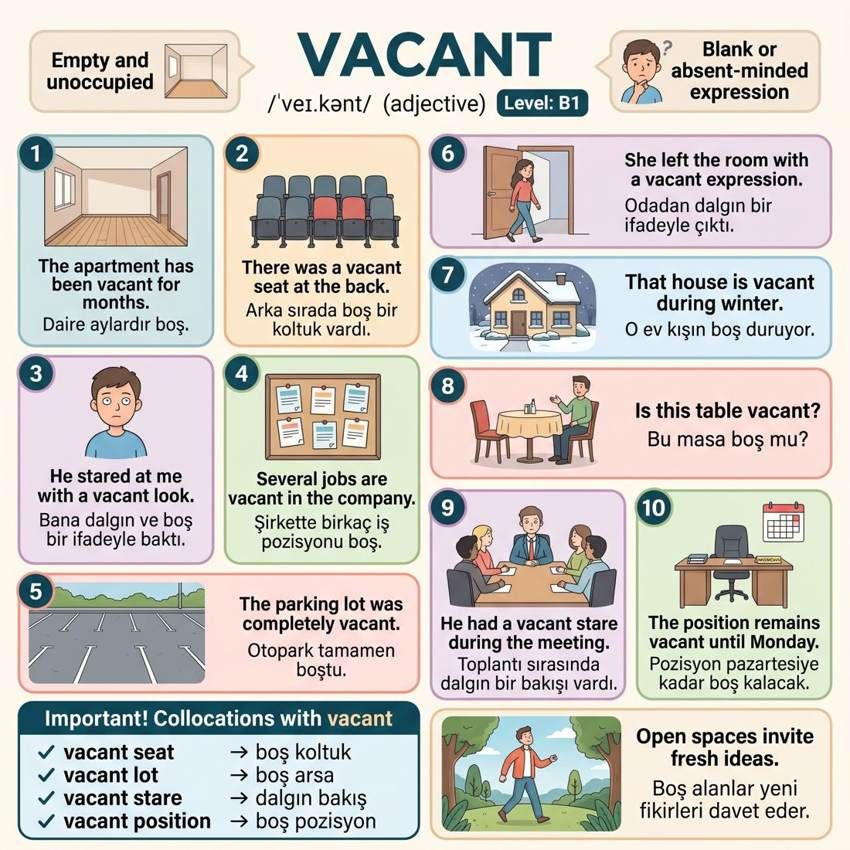 Empty and
unoccupied
VACANT
/ˈveɪ.kənt/ (adjective) Level: B1
?
Blank or
absent-minded
expression
1
The apartment has
been vacant for
months.
Daire aylardır boş.
2
There was a vacant
seat at the back.
Arka sırada boş bir
koltuk vardı.
3
He stared at me
with a vacant look.
Bana dalgın ve boş
bir ifadeyle baktı.
4
Several jobs are
vacant in the company.
Şirkette birkaç iş
pozisyonu boş.
5
The parking lot was
completely vacant.
Otopark tamamen
boştu.
Important! Collocations with vacant
✓ vacant seat → boş koltuk
✓ vacant lot → boş arsa
✓ vacant stare → dalgın bakış
✓ vacant position → boş pozisyon
6
She left the room with
a vacant expression.
Odadan dalgın bir
ifadeyle çıktı.
7
That house is vacant
during winter.
O ev kışın boş duruyor.
8
Is this table vacant?
Bu masa boş mu?
9
He had a vacant stare
during the meeting.
Toplantı sırasında
dalgın bir bakışı vardı.
10
The position remains
vacant until Monday.
Pozisyon pazartesiye
kadar boş kalacak.
Open spaces invite
fresh ideas.
Boş alanlar yeni
fikirleri davet eder.